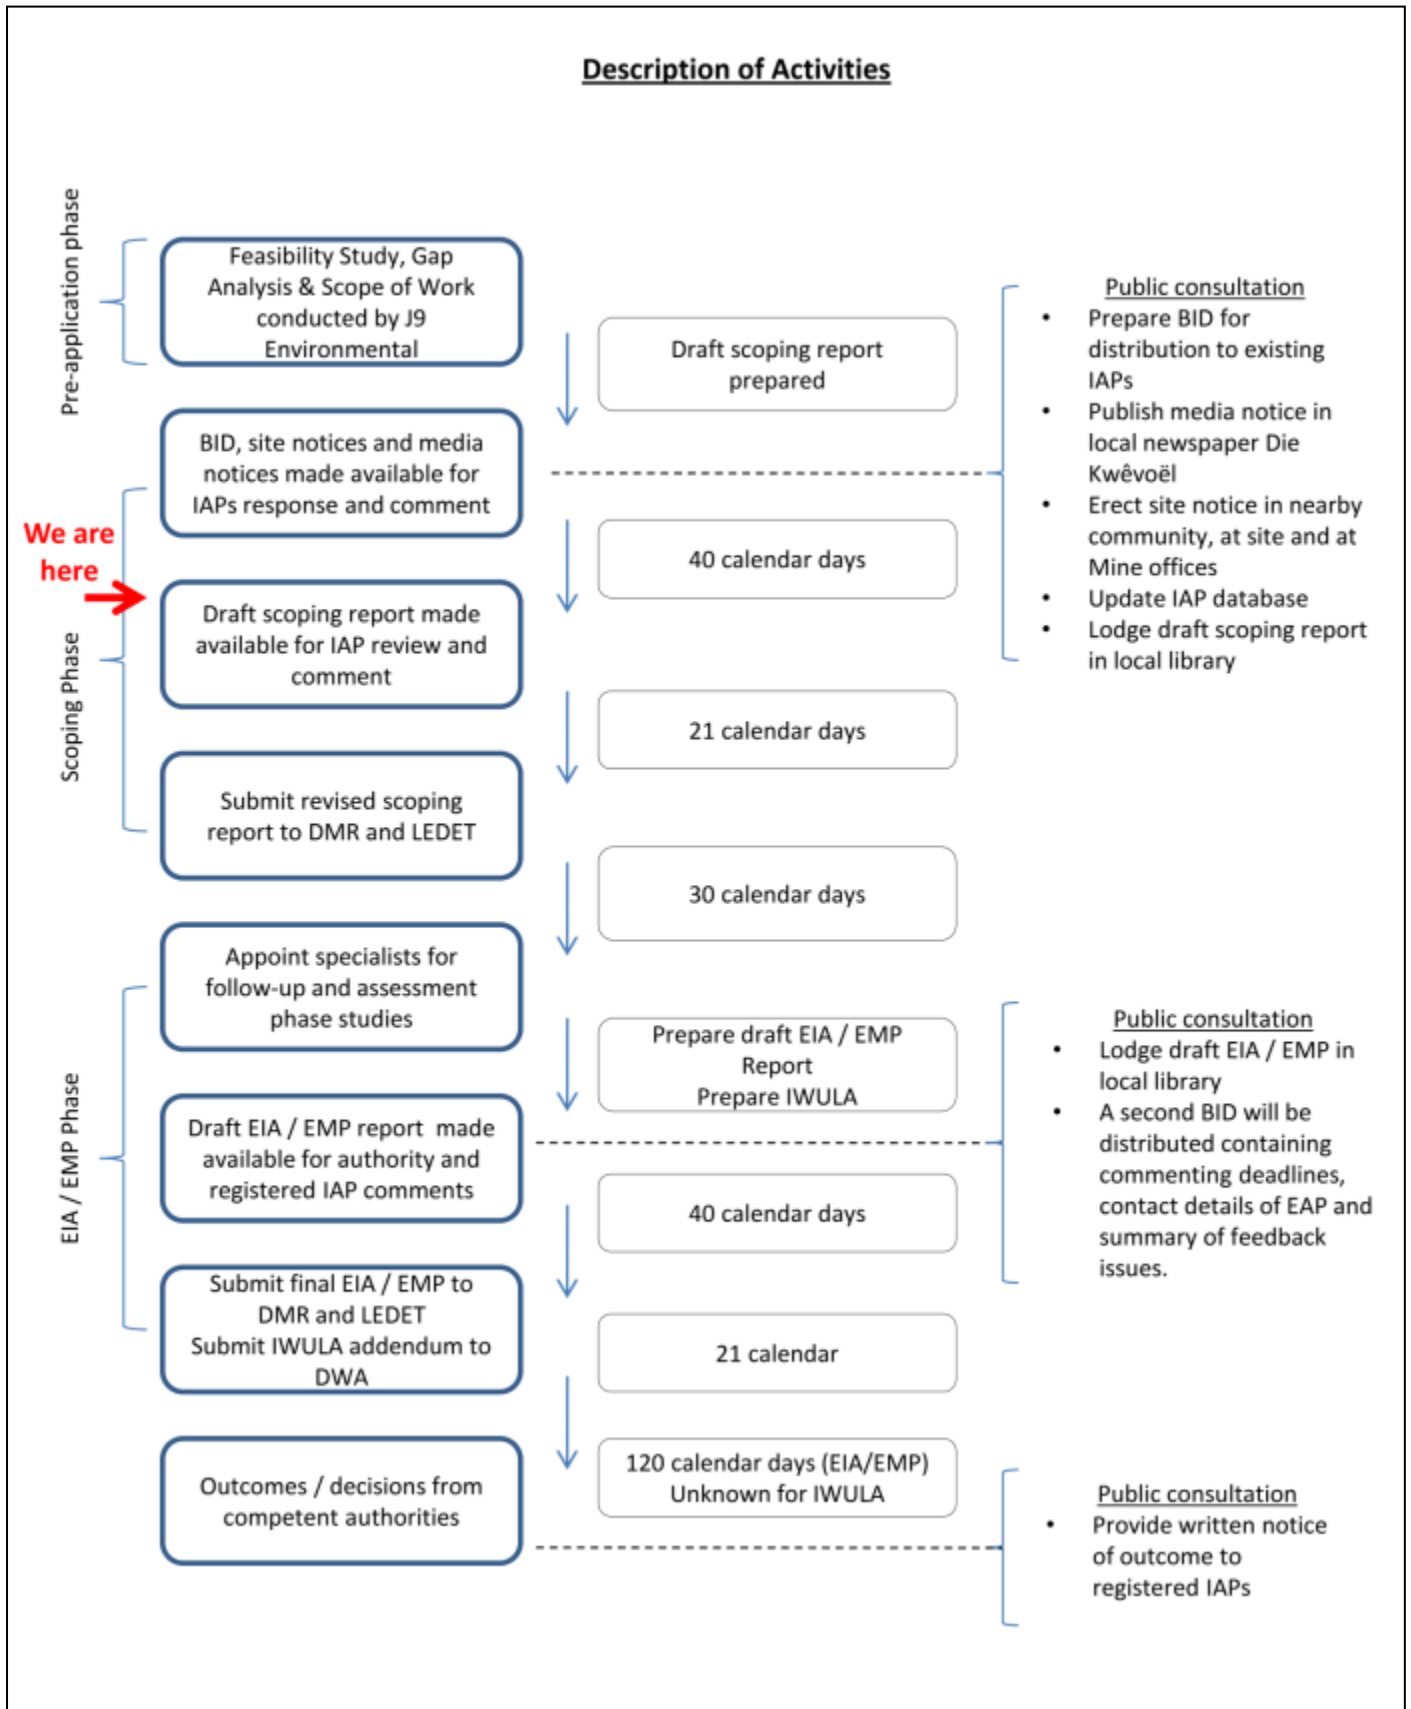 Description of Activities
Pre-application phase
Feasibility Study, Gap
Analysis & Scope of Work
conducted by J9
Environmental
Draft scoping report
prepared
Public consultation
• Prepare BID for
distribution to existing
IAPs
• Publish media notice in
local newspaper Die
Kwêvoël
• Erect site notice in nearby
community, at site and at
Mine offices
• Update IAP database
• Lodge draft scoping report
in local library
BID, site notices and media
notices made available for
IAPs response and comment
We are
here
40 calendar days
Scoping Phase
Draft scoping report made
available for IAP review and
comment
21 calendar days
Submit revised scoping
report to DMR and LEDET
30 calendar days
Appoint specialists for
follow-up and assessment
phase studies
Prepare draft EIA / EMP
Report
Prepare IWULA
Public consultation
• Lodge draft EIA / EMP in
local library
• A second BID will be
distributed containing
commenting deadlines,
contact details of EAP and
summary of feedback
issues.
EIA / EMP Phase
Draft EIA / EMP report made
available for authority and
registered IAP comments
40 calendar days
Submit final EIA / EMP to
DMR and LEDET
Submit IWULA addendum to
DWA
21 calendar
Outcomes / decisions from
competent authorities
120 calendar days (EIA/EMP)
Unknown for IWULA
Public consultation
• Provide written notice
of outcome to
registered IAPs